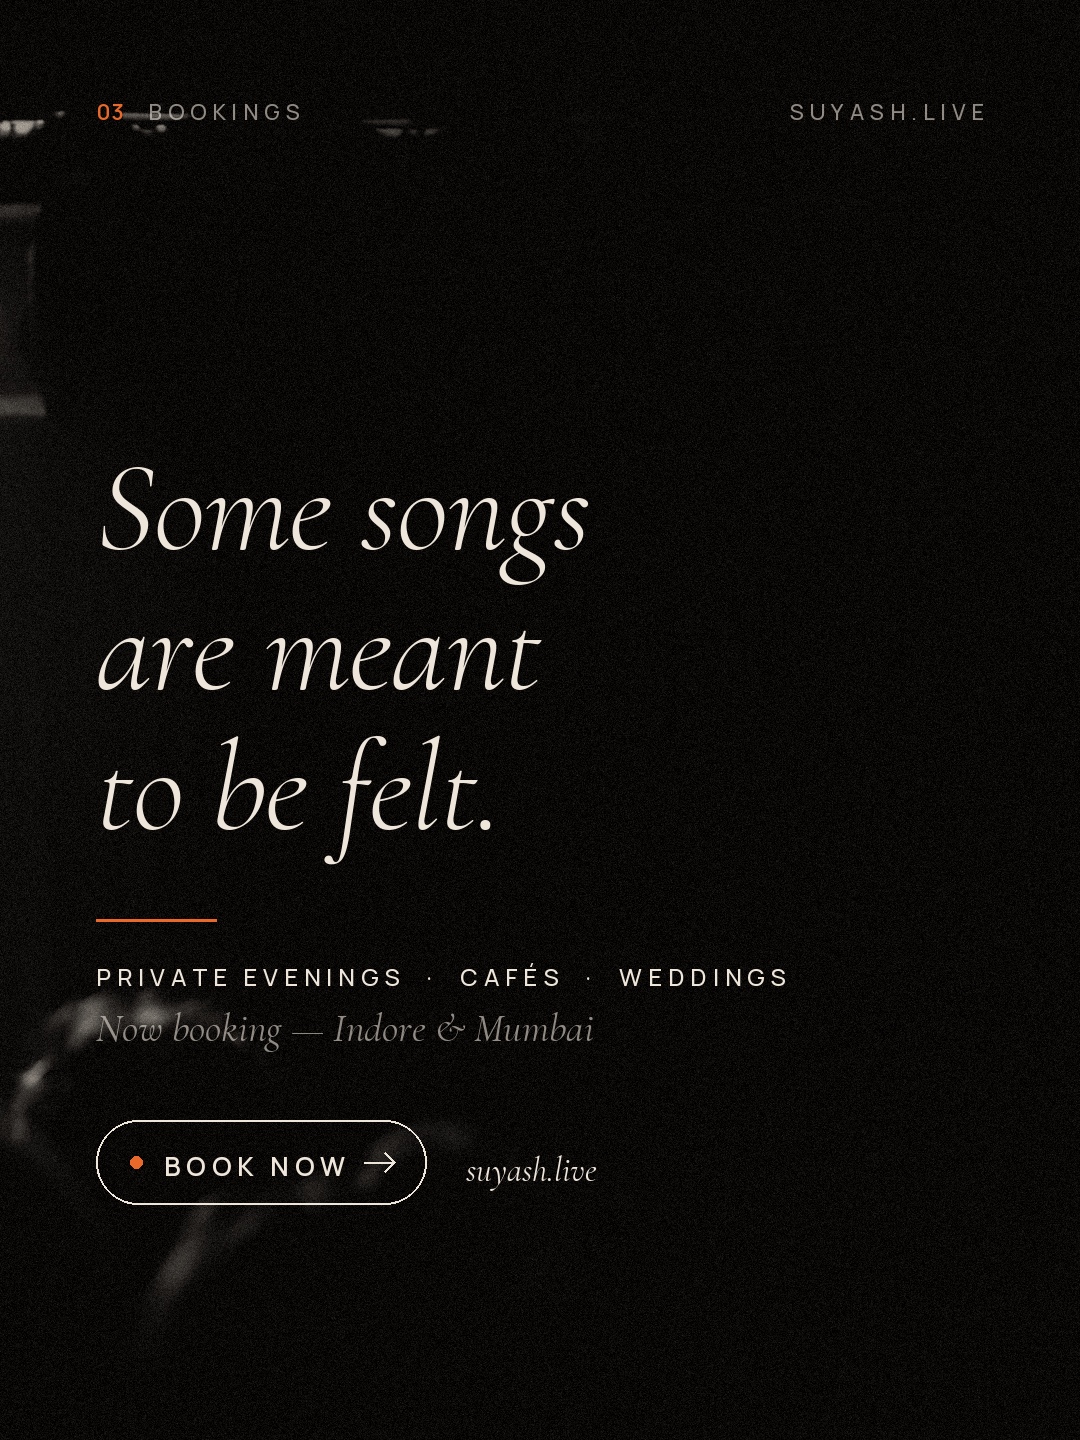 03 BOOKINGS
SUYASH.LIVE
Some songs
are meant
to be felt.
PRIVATE EVENINGS · CAFÉS · WEDDINGS
Now booking — Indore & Mumbai
BOOK NOW →
suyash.live